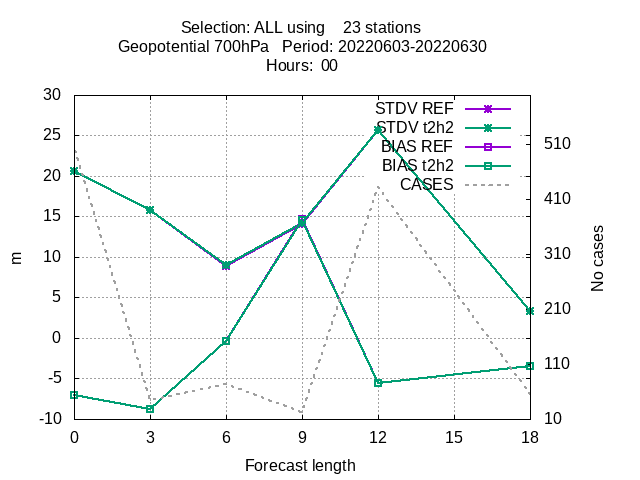 Selection: ALL using    23 stations
Geopotential 700hPa   Period: 20220603-20220630
Hours:  00
STDV REF
STDV t2h2
BIAS REF
BIAS t2h2
CASES
30
25
20
15
10
5
0
-5
-10
m
510
410
310
210
110
10
No cases
0 3 6 9 12 15 18
Forecast length